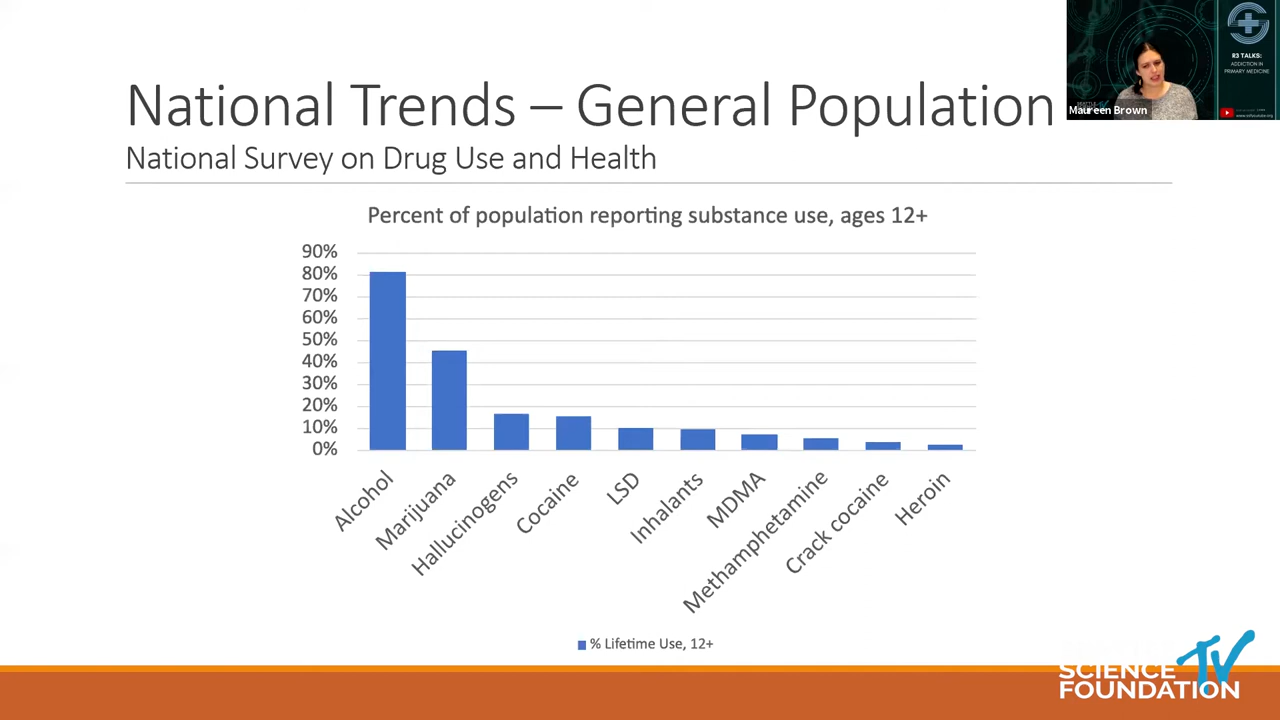 National Trends – General Population
National Survey on Drug Use and Health
R3 TALKS:
ADDICTION IN
PRIMARY MEDICINE
Maureen Brown
Percent of population reporting substance use, ages 12+
90%
80%
70%
60%
50%
40%
30%
20%
10%
0%
Alcohol
Marijuana
Hallucinogens
Cocaine
LSD
Inhalants
MDMA
Methamphetamine
Crack cocaine
Heroin
% Lifetime Use, 12+
SCIENCE TV
FOUNDATION